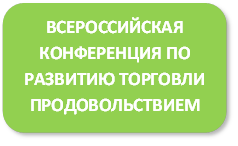 ВСЕРОССИЙСКАЯ
КОНФЕРЕНЦИЯ ПО
РАЗВИТИЮ ТОРГОВЛИ
ПРОДОВОЛЬСТВИЕМ